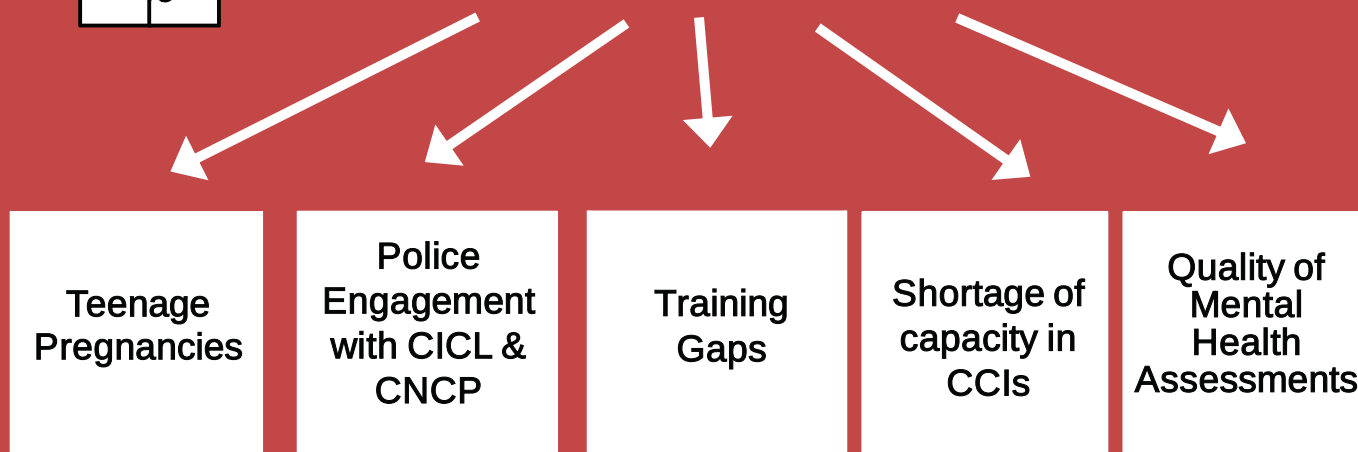 Teenage
Pregnancies
Police
Engagement
with CICL &
CNCP
Training
Gaps
Shortage of
capacity in
CCIs
Quality of
Mental
Health
Assessments